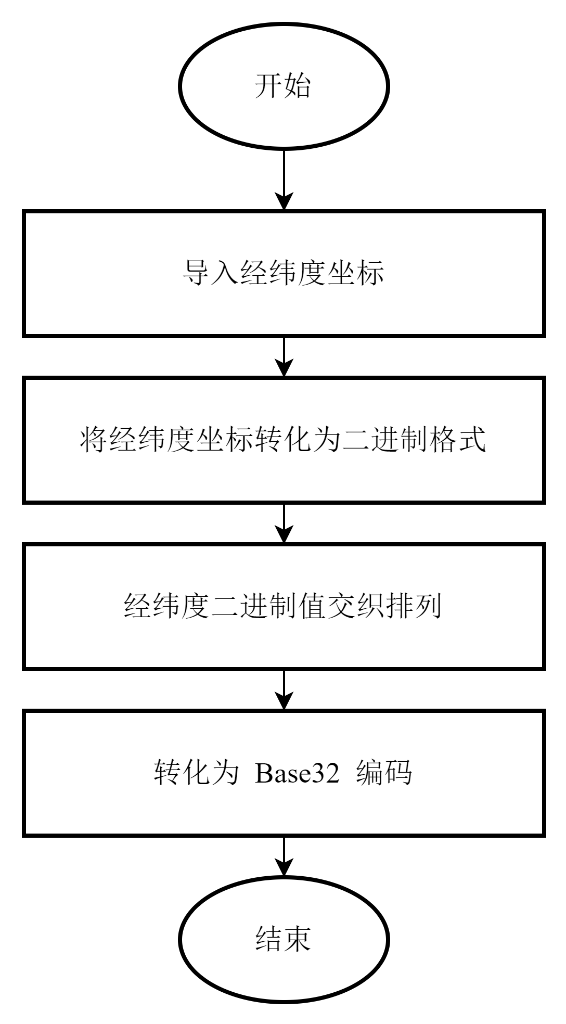 开始
导入经纬度坐标
将经纬度坐标转化为二进制格式
经纬度二进制值交织排列
转化为 Base32 编码
结束